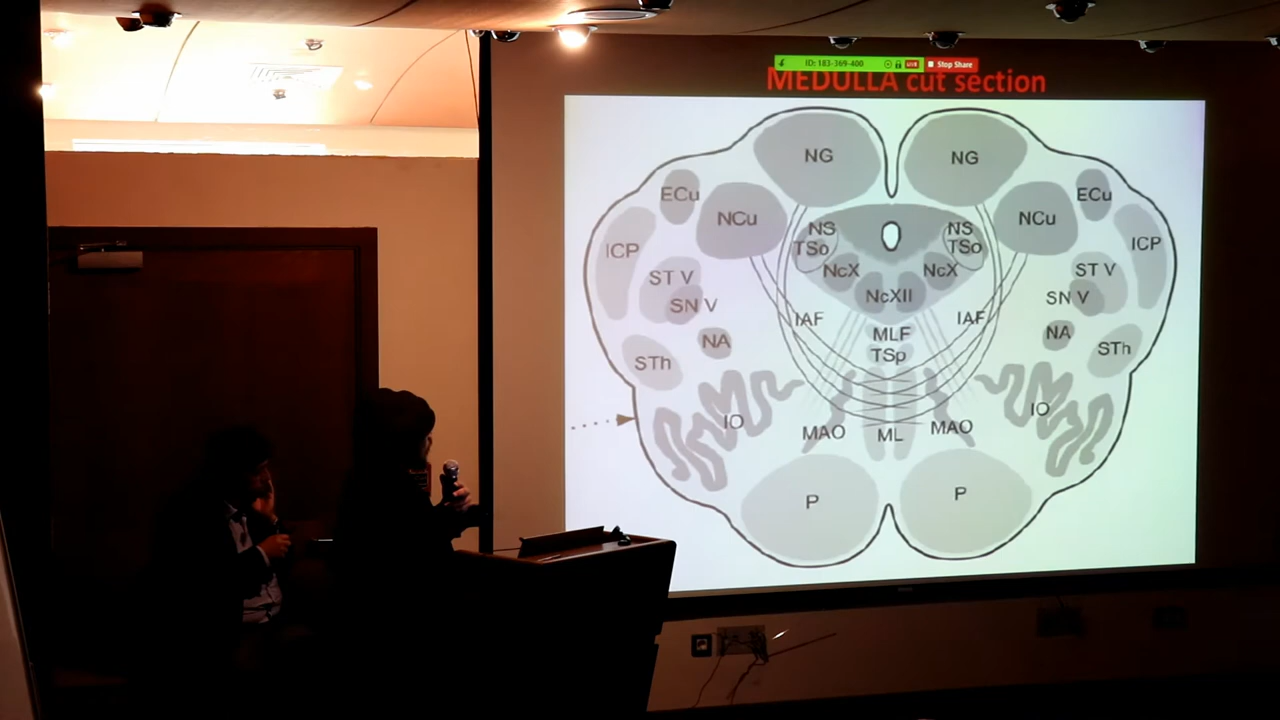 ID: 183-369-400 LIVE Stop Share
MEDULLA cut section
NG NG
ECu ECu
NCu NCu
NS NS
TSo TSo
ICP ICP
NcX NcX
ST V ST V
NcXII
SN V SN V
IAF IAF
MLF
NA NA
TSp
STh STh
IO IO
MAO ML MAO
P P